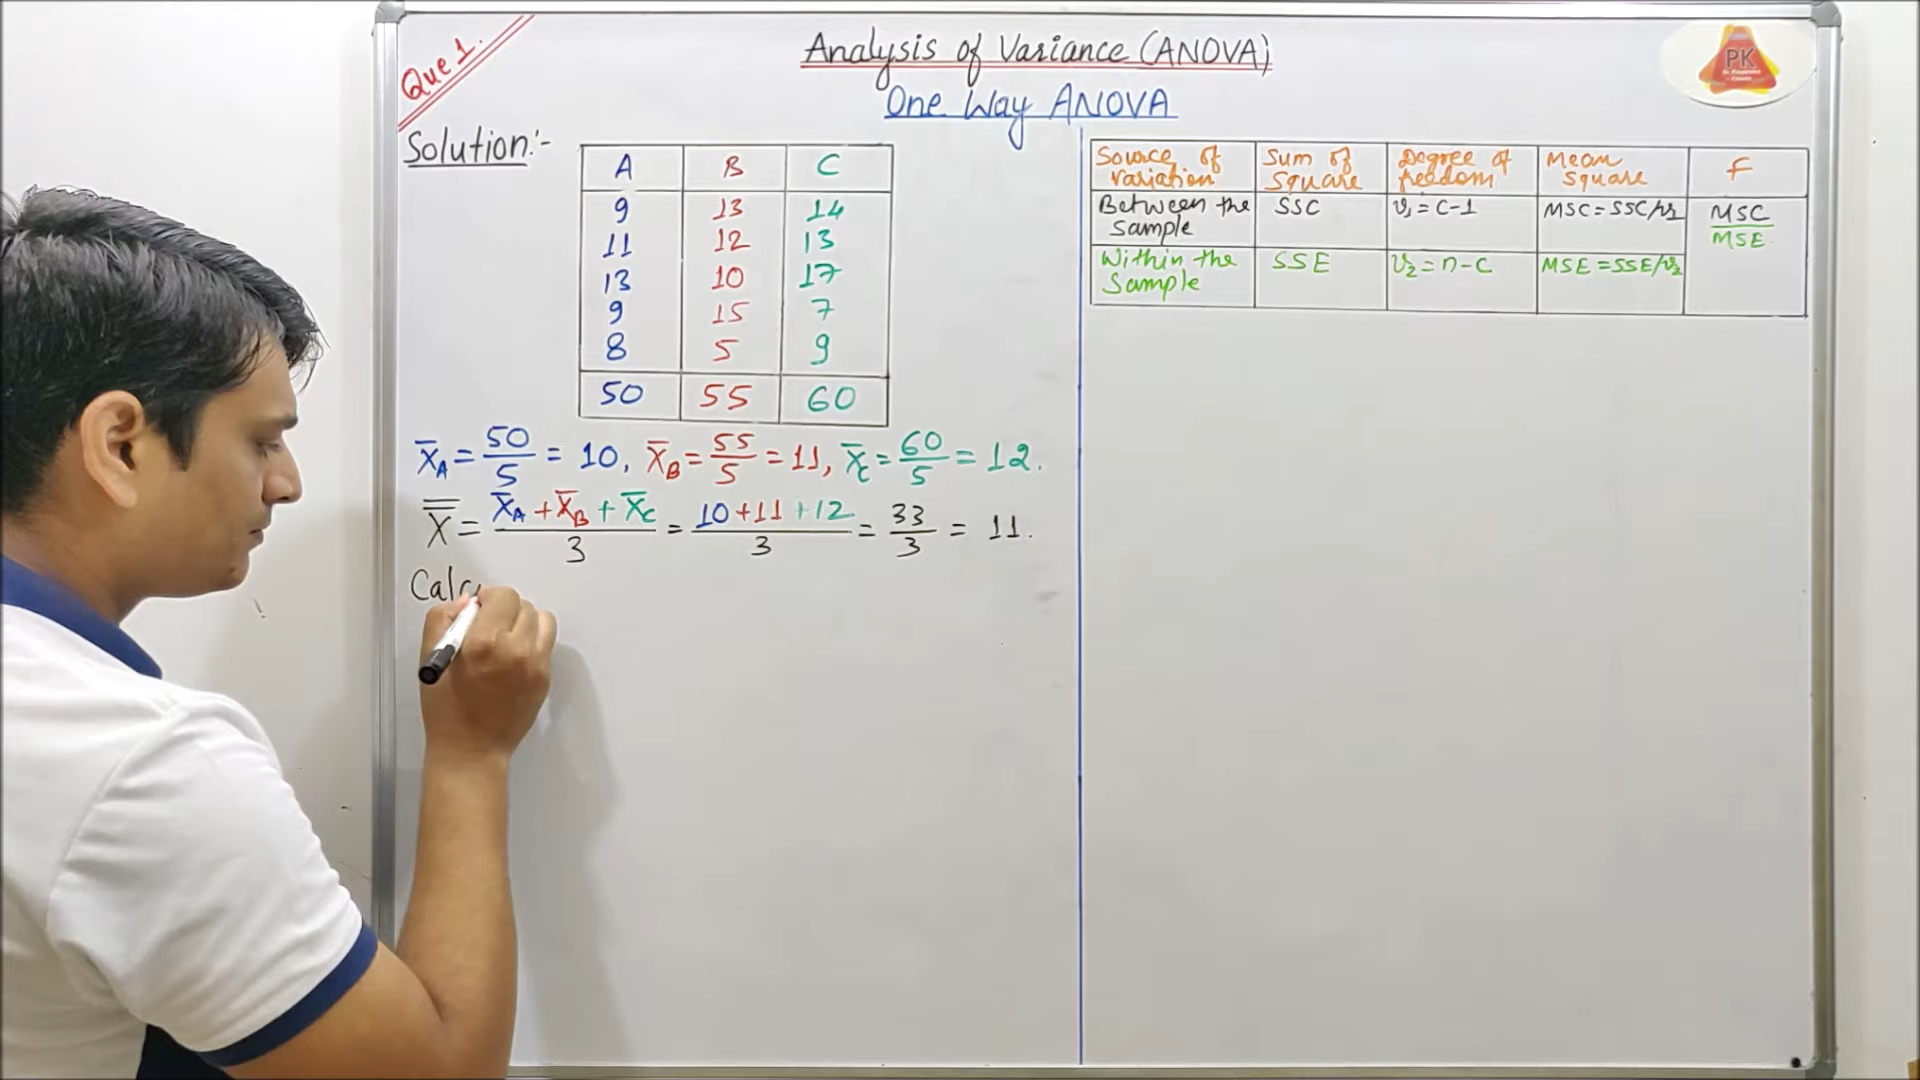 Que 1.
Analysis of Variance (ANOVA)
One Way ANOVA
PK
Solution:-
A B C
9 13 14
11 12 13
13 10 17
9 15 7
8 5 9
50 55 60
X̄_A = 50/5 = 10, X̄_B = 55/5 = 11, X̄_C = 60/5 = 12.
X̿ = (X̄_A + X̄_B + X̄_C)/3 = (10+11+12)/3 = 33/3 = 11.
Calc
Source of variation Sum of Square Degree of freedom Mean Square F
Between the Sample SSC v₁ = C-1 MSC = SSC/v₁ MSC/MSE
Within the Sample SSE v₂ = n-C MSE = SSE/v₂